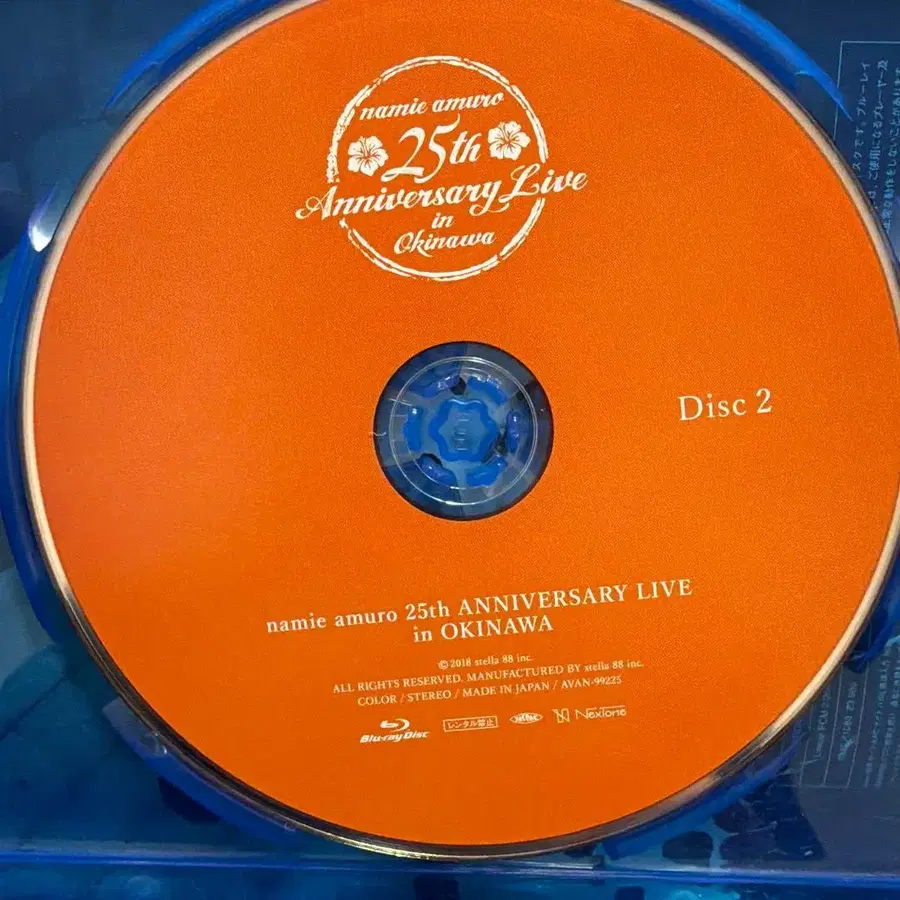 namie amuro
25th
Anniversary Live
in
Okinawa
Disc 2
namie amuro 25th ANNIVERSARY LIVE
in OKINAWA
©2018 stella 88 inc.
ALL RIGHTS RESERVED. MANUFACTURED BY stella 88 inc.
COLOR / STEREO / MADE IN JAPAN / AVAN-99225
Blu-ray Disc レンタル禁止 NexTone